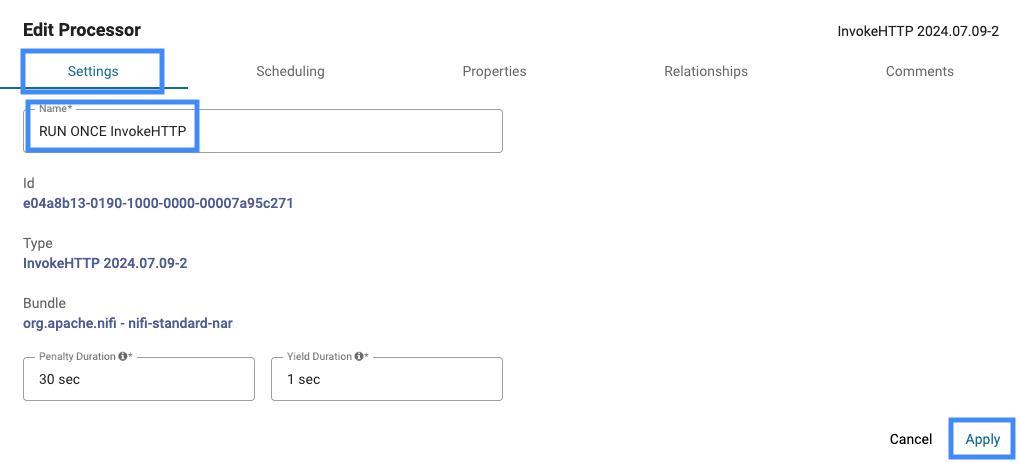 Edit Processor
InvokeHTTP 2024.07.09-2
Settings
Scheduling
Properties
Relationships
Comments
Name*
RUN ONCE InvokeHTTP
Id
e04a8b13-0190-1000-0000-00007a95c271
Type
InvokeHTTP 2024.07.09-2
Bundle
org.apache.nifi - nifi-standard-nar
Penalty Duration *
30 sec
Yield Duration *
1 sec
Cancel
Apply